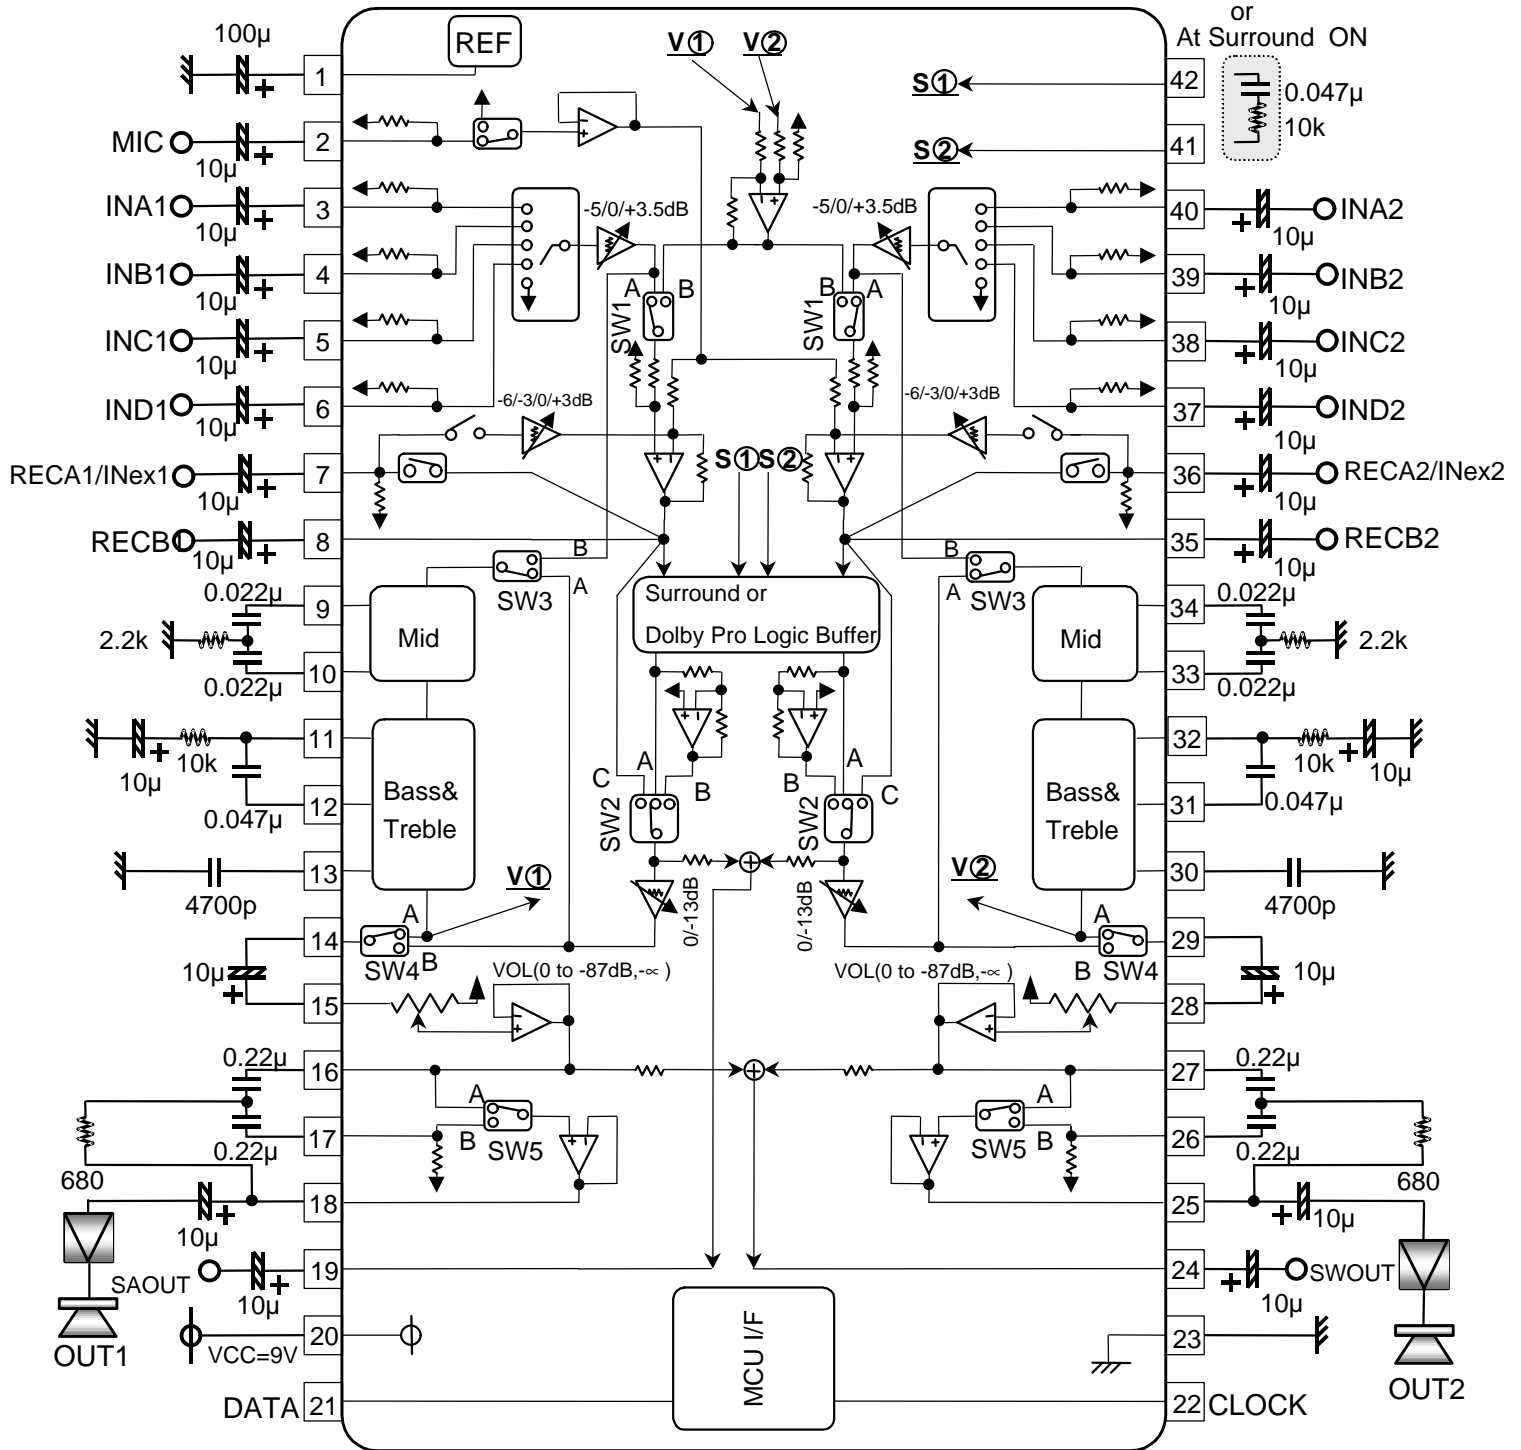 or
At Surround ON
100µ
1
REF
V①
V②
S①
42
0.047µ
10k
MIC
10µ
+
2
S②
41
INA1
10µ
+
3
-5/0/+3.5dB
-5/0/+3.5dB
40
+
10µ
INA2
INB1
10µ
+
4
A
B
SW1
B
A
SW1
39
+
10µ
INB2
INC1
10µ
+
5
38
+
10µ
INC2
IND1
10µ
+
6
-6/-3/0/+3dB
-6/-3/0/+3dB
37
+
10µ
IND2
RECA1/INex1
10µ
+
7
S①
S②
36
+
10µ
RECA2/INex2
RECB1
10µ
+
8
35
+
10µ
RECB2
B
A
SW3
B
A
SW3
0.022µ
9
Mid
Surround or
Dolby Pro Logic Buffer
Mid
34
0.022µ
2.2k
2.2k
10
0.022µ
33
0.022µ
11
+
10k
10µ
32
10k
+
10µ
12
0.047µ
Bass&
Treble
C
A
B
SW2
B
A
C
SW2
Bass&
Treble
31
0.047µ
13
4700p
V①
0/-13dB
0/-13dB
V②
30
4700p
14
A
SW4
B
A
B
SW4
29
10µ
+
15
VOL(0 to -87dB,-∝ )
VOL(0 to -87dB,-∝ )
28
10µ
+
0.22µ
16
27
0.22µ
17
0.22µ
A
B
SW5
A
SW5
B
26
0.22µ
680
18
+
10µ
25
+
10µ
680
SAOUT
10µ
+
19
24
+
10µ
SWOUT
OUT1
VCC=9V
20
MCU I/F
23
OUT2
DATA
21
22
CLOCK